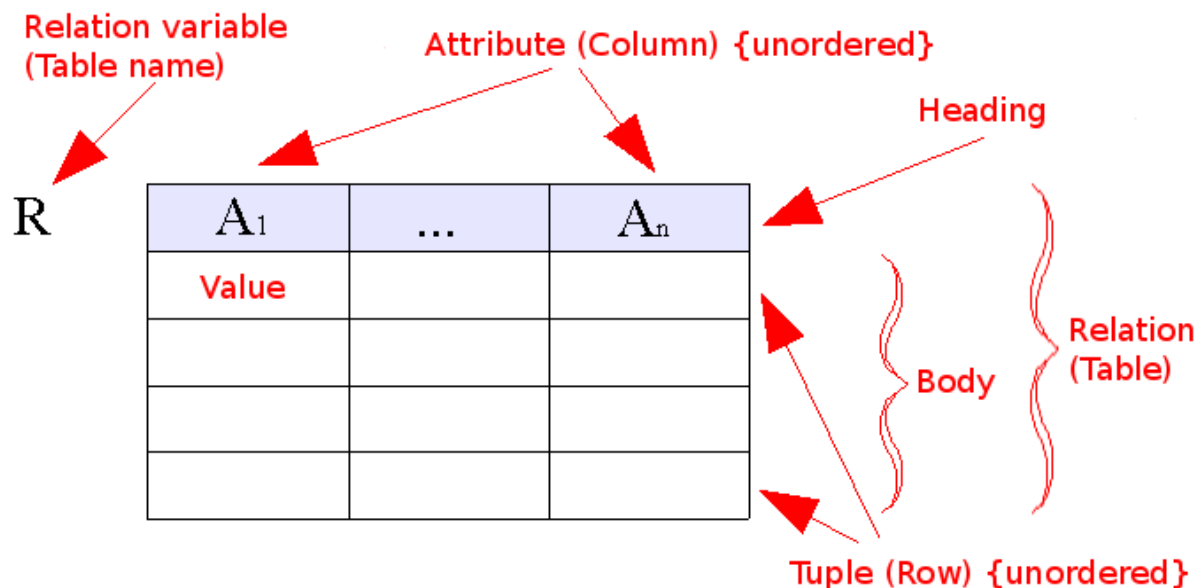 Relation variable
(Table name)
Attribute (Column) {unordered}
Heading
R
A₁
...
Aₙ
Value
Relation
(Table)
Body
Tuple (Row) {unordered}